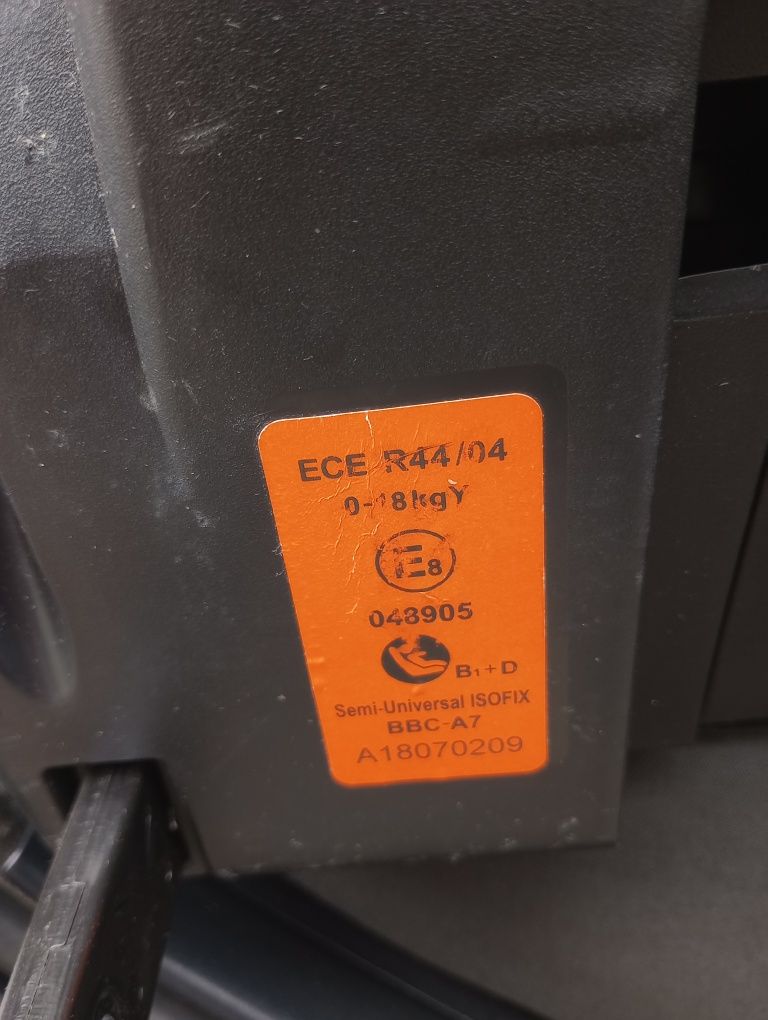 ECE R44/04
0-18kgY
E8
048905
B₁+D
Semi-Universal ISOFIX
BBC-A7
A18070209